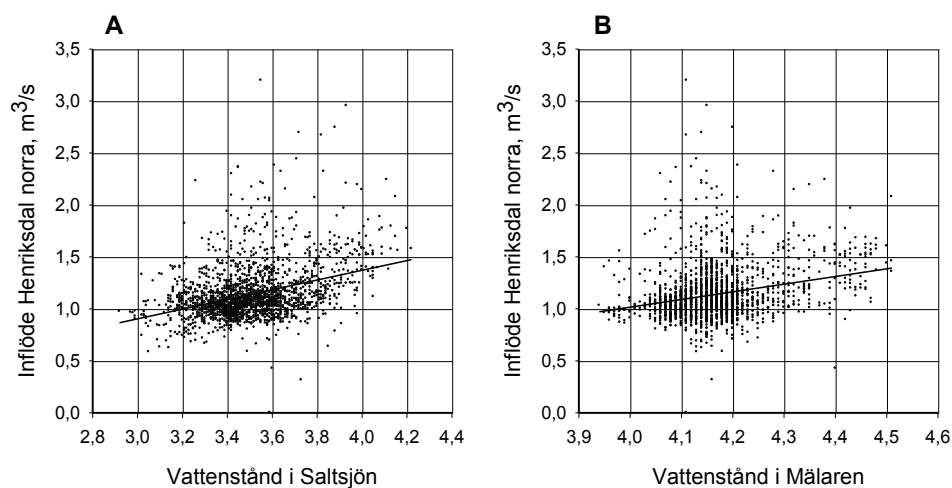 A
Inflöde Henriksdal norra, m³/s
3,5
3,0
2,5
2,0
1,5
1,0
0,5
0,0
2,8 3,0 3,2 3,4 3,6 3,8 4,0 4,2 4,4
Vattenstånd i Saltsjön
B
Inflöde Henriksdal norra, m³/s
3,5
3,0
2,5
2,0
1,5
1,0
0,5
0,0
3,9 4,0 4,1 4,2 4,3 4,4 4,5 4,6
Vattenstånd i Mälaren